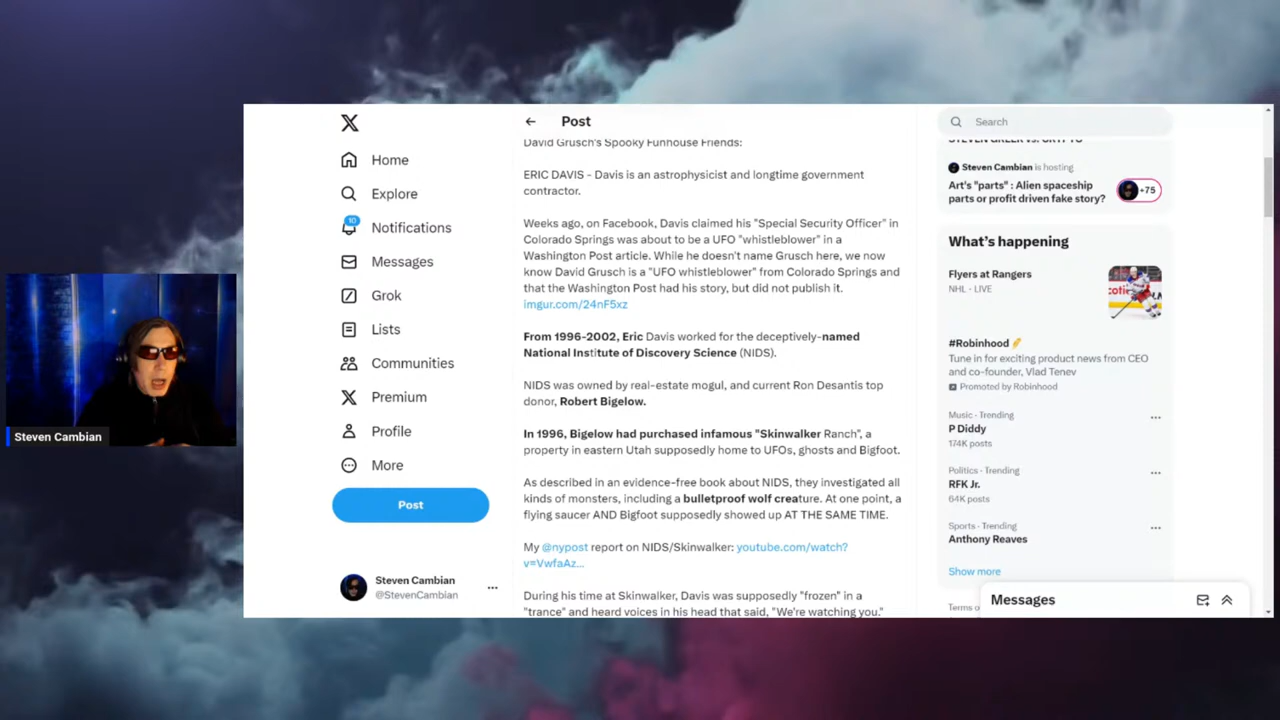 Steven Cambian
X
Home
Explore
10
Notifications
Messages
Grok
Lists
Communities
X Premium
Profile
More
Post
Steven Cambian
@StevenCambian
Post
David Grusch's Spooky Funhouse Friends:
ERIC DAVIS - Davis is an astrophysicist and longtime government
contractor.
Weeks ago, on Facebook, Davis claimed his "Special Security Officer" in
Colorado Springs was about to be a UFO "whistleblower" in a
Washington Post article. While he doesn't name Grusch here, we now
know David Grusch is a "UFO whistleblower" from Colorado Springs and
that the Washington Post had his story, but did not publish it.
imgur.com/24nF5xz
From 1996-2002, Eric Davis worked for the deceptively-named
National Institute of Discovery Science (NIDS).
NIDS was owned by real-estate mogul, and current Ron Desantis top
donor, Robert Bigelow.
In 1996, Bigelow had purchased infamous "Skinwalker Ranch", a
property in eastern Utah supposedly home to UFOs, ghosts and Bigfoot.
As described in an evidence-free book about NIDS, they investigated all
kinds of monsters, including a bulletproof wolf creature. At one point, a
flying saucer AND Bigfoot supposedly showed up AT THE SAME TIME.
My @nypost report on NIDS/Skinwalker: youtube.com/watch?
v=VwfaAz...
During his time at Skinwalker, Davis was supposedly "frozen" in a
"trance" and heard voices in his head that said, "We're watching you."
Search
STEVEN GREER VS. CRYPTO
Steven Cambian is hosting
Art's "parts" : Alien spaceship
parts or profit driven fake story?
+75
What's happening
Flyers at Rangers
NHL - LIVE
#Robinhood
Tune in for exciting product news from CEO
and co-founder, Vlad Tenev
Promoted by Robinhood
Music · Trending
P Diddy
174K posts
Politics · Trending
RFK Jr.
64K posts
Sports · Trending
Anthony Reaves
Show more
Terms o
Messages